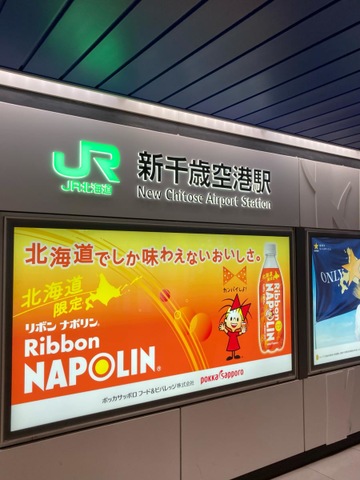 JR
JR北海道
新千歳空港駅
New Chitose Airport Station
北海道でしか味わえないおいしさ。
北海道
限定
カンパイしよ!
リボン ナポリン®
Ribbon
NAPOLIN®
ポッカサッポロ フード&ビバレッジ株式会社
pokka sapporo
Ribbon
NAPOLIN
ONLY